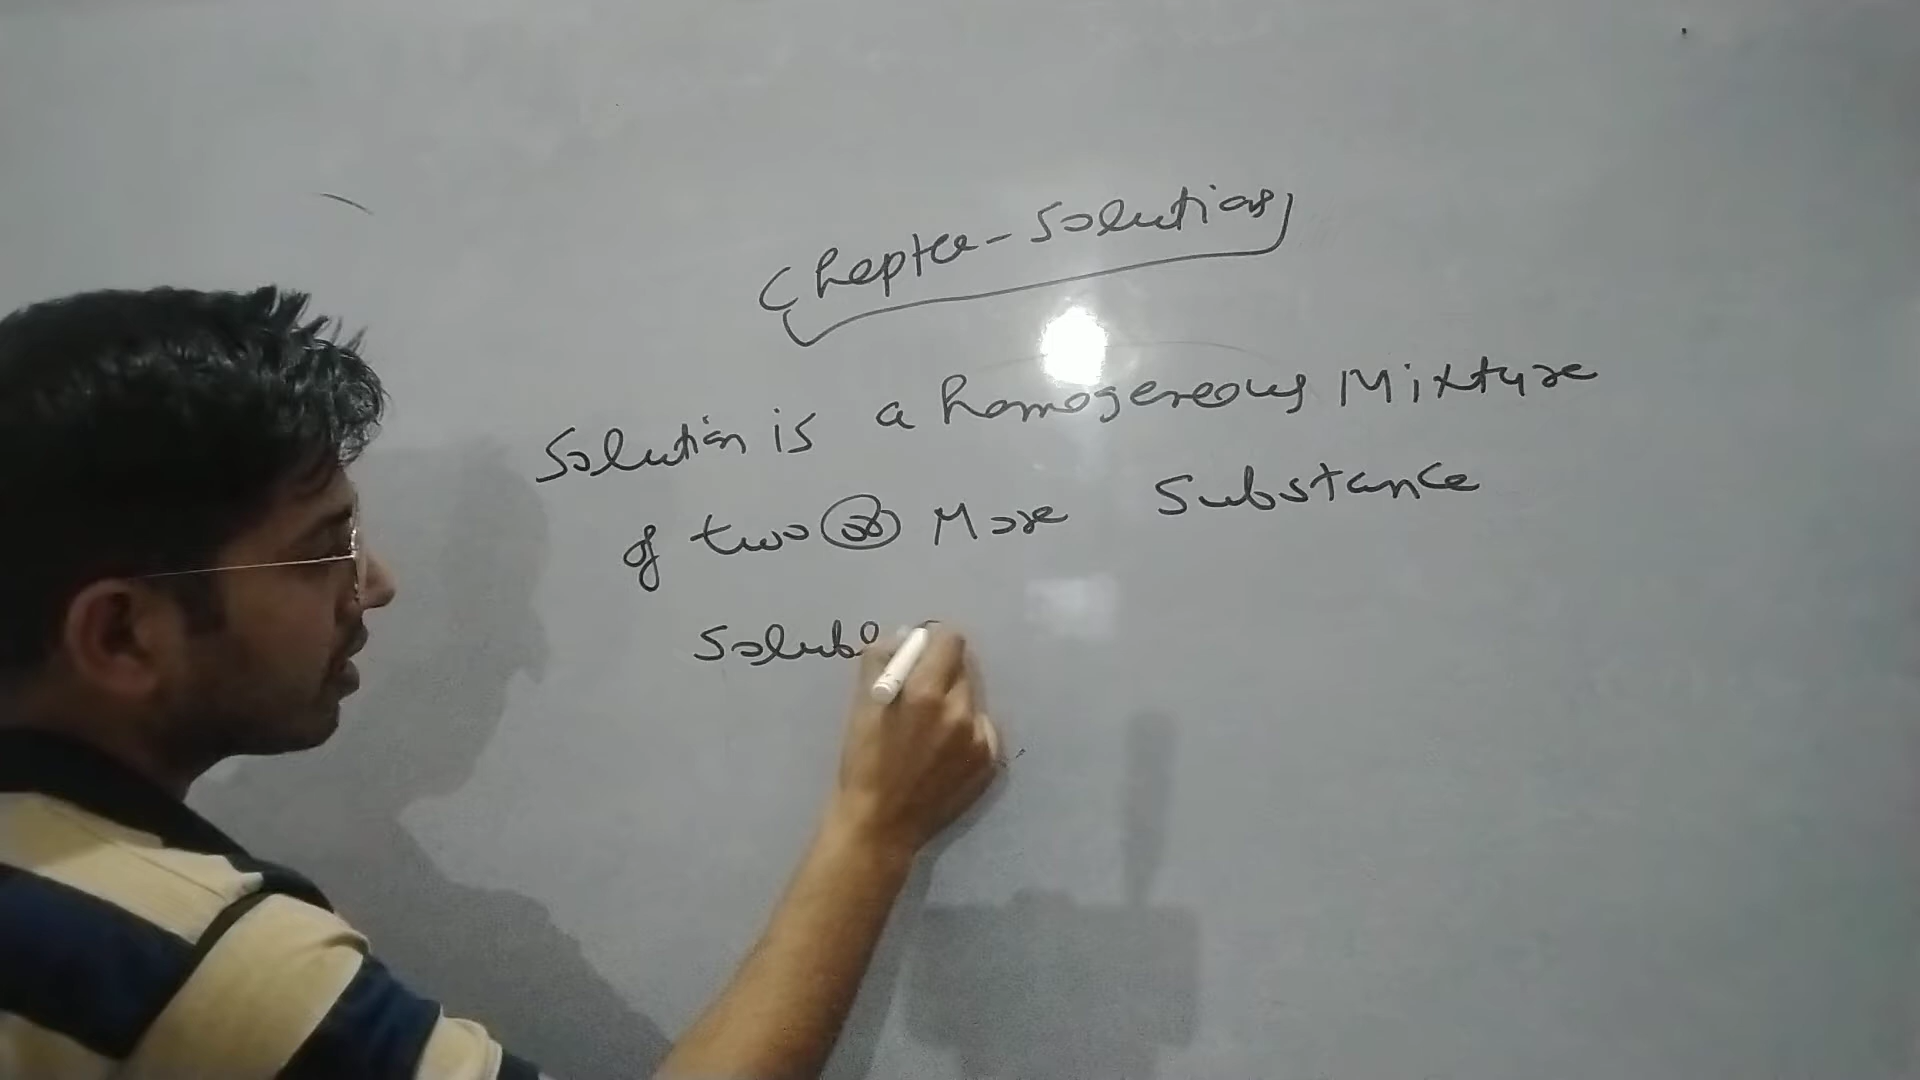 Chapter - Solutions
Solution is a homogeneous Mixture
of two or More Substance